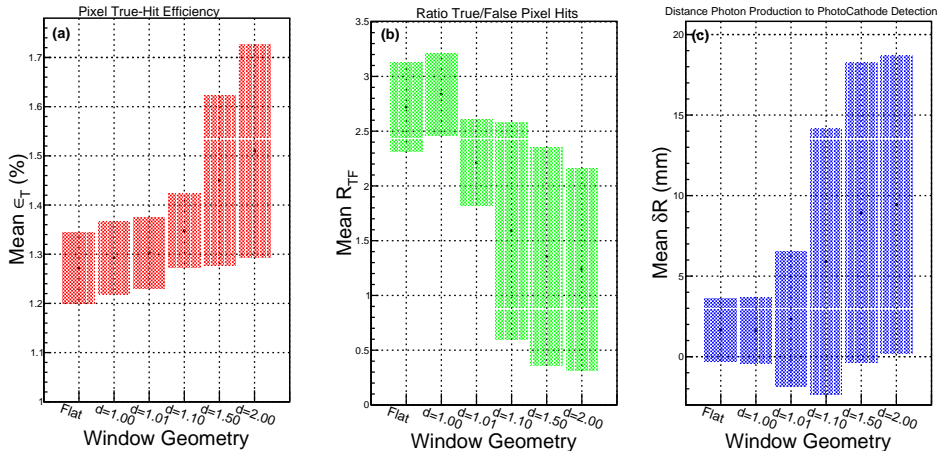 Pixel True-Hit Efficiency
(a)
Mean ϵT (%)
1.7
1.6
1.5
1.4
1.3
1.2
1.1
1
Flat
d=1.00
d=1.01
d=1.10
d=1.50
d=2.00
Window Geometry
Ratio True/False Pixel Hits
(b)
Mean RTF
3.5
3
2.5
2
1.5
1
0.5
0
Flat
d=1.00
d=1.01
d=1.10
d=1.50
d=2.00
Window Geometry
Distance Photon Production to PhotoCathode Detection
(c)
Mean δR (mm)
20
15
10
5
0
Flat
d=1.00
d=1.01
d=1.10
d=1.50
d=2.00
Window Geometry